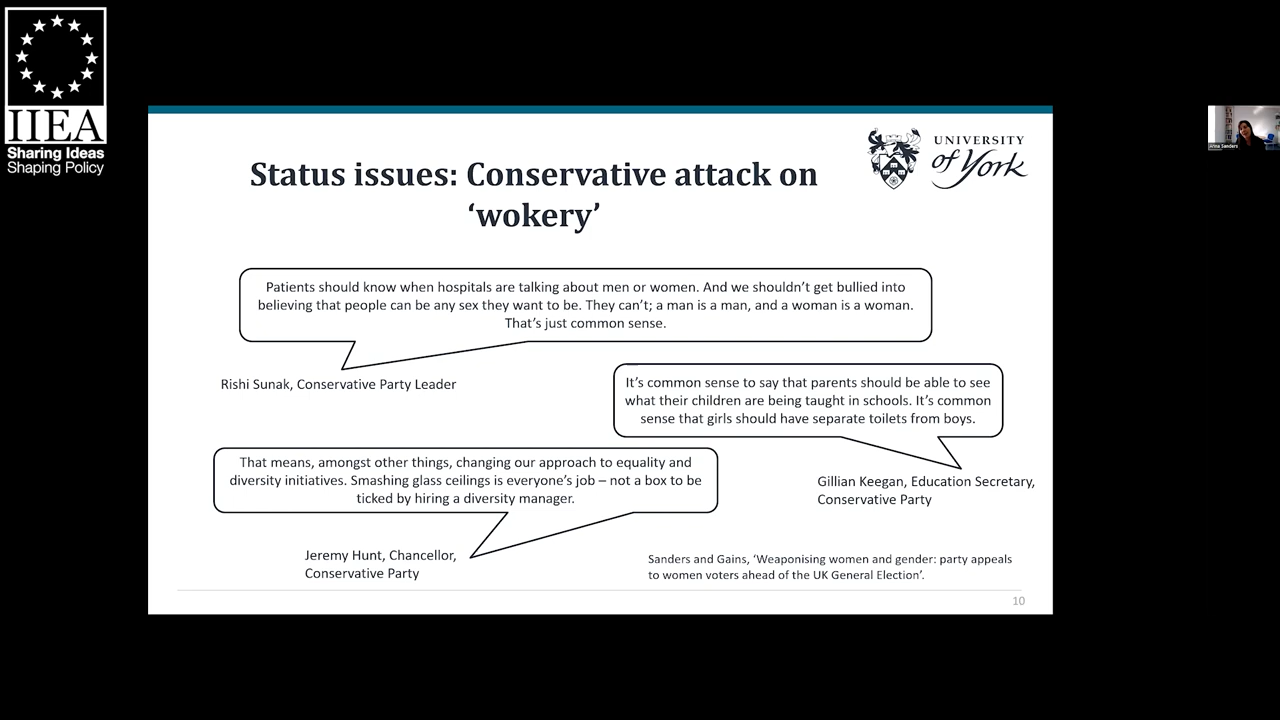 IIEA
Sharing Ideas
Shaping Policy
UNIVERSITY
of York
Anna Sanders
Status issues: Conservative attack on
‘wokery’
Patients should know when hospitals are talking about men or women. And we shouldn’t get bullied into
believing that people can be any sex they want to be. They can’t; a man is a man, and a woman is a woman.
That’s just common sense.
Rishi Sunak, Conservative Party Leader
It’s common sense to say that parents should be able to see
what their children are being taught in schools. It’s common
sense that girls should have separate toilets from boys.
Gillian Keegan, Education Secretary,
Conservative Party
That means, amongst other things, changing our approach to equality and
diversity initiatives. Smashing glass ceilings is everyone’s job – not a box to be
ticked by hiring a diversity manager.
Jeremy Hunt, Chancellor,
Conservative Party
Sanders and Gains, ‘Weaponising women and gender: party appeals
to women voters ahead of the UK General Election’.
10